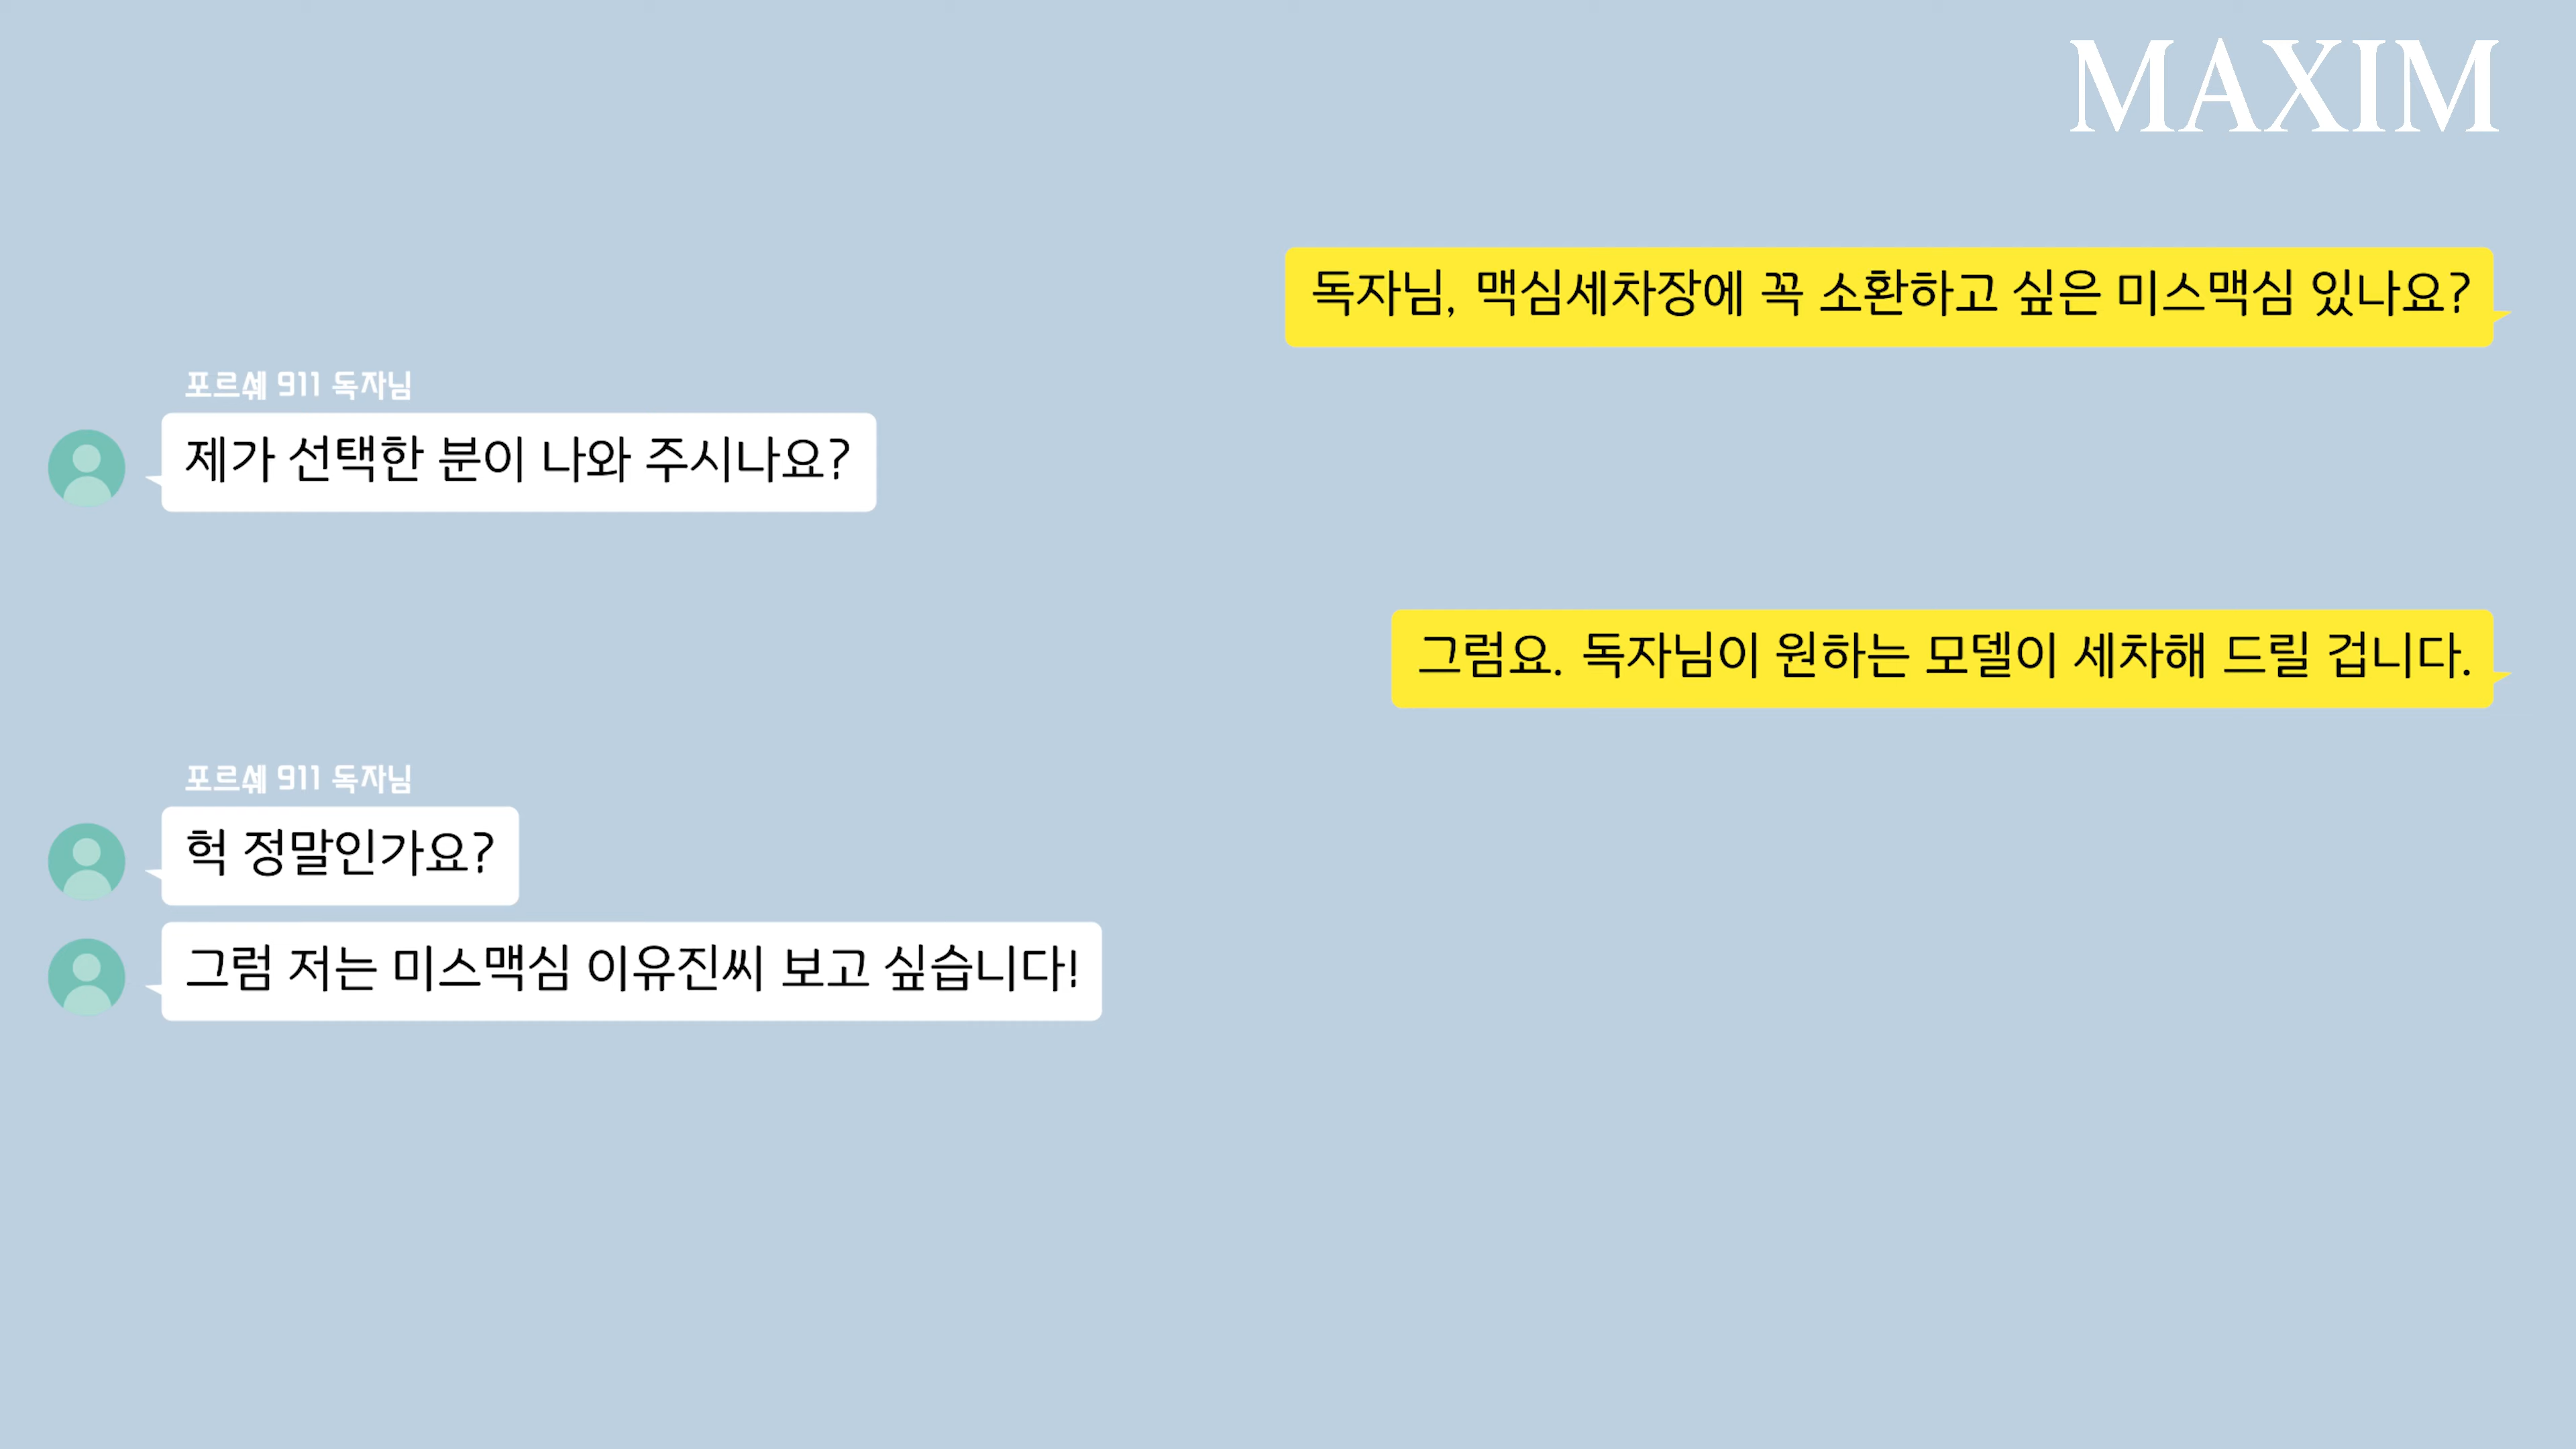 MAXIM
독자님, 맥심세차장에 꼭 소환하고 싶은 미스맥심 있나요?
포르쉐 911 독자님
제가 선택한 분이 나와 주시나요?
그럼요. 독자님이 원하는 모델이 세차해 드릴 겁니다.
포르쉐 911 독자님
헉 정말인가요?
그럼 저는 미스맥심 이유진씨 보고 싶습니다!